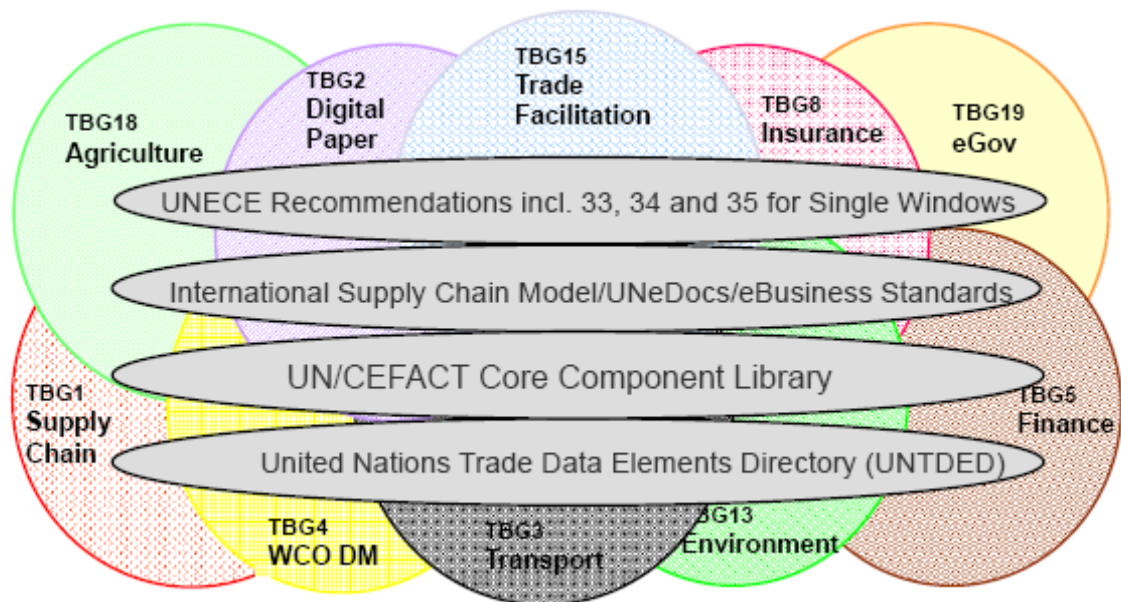 TBG15
Trade
Facilitation
TBG2
Digital
Paper
TBG8
Insurance
TBG19
eGov
TBG18
Agriculture
UNECE Recommendations incl. 33, 34 and 35 for Single Windows
International Supply Chain Model/UNeDocs/eBusiness Standards
UN/CEFACT Core Component Library
TBG1
Supply
Chain
TBG5
Finance
United Nations Trade Data Elements Directory (UNTDED)
TBG4
WCO DM
TBG3
Transport
BG13
Environment